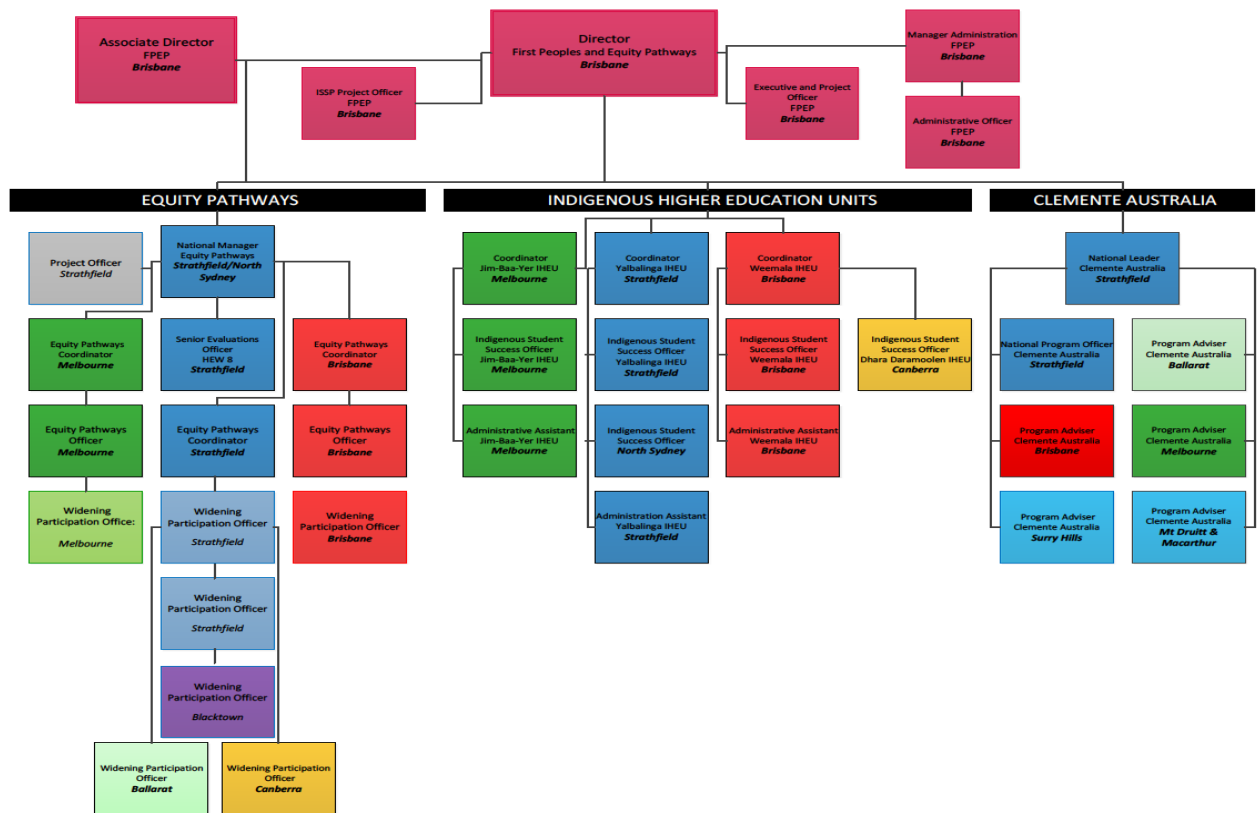 Associate Director
FPEP
Brisbane
Director
First Peoples and Equity Pathways
Brisbane
Manager Administration
FPEP
Brisbane
ISSP Project Officer
FPEP
Brisbane
Executive and Project
Officer
FPEP
Brisbane
Administrative Officer
FPEP
Brisbane
EQUITY PATHWAYS
INDIGENOUS HIGHER EDUCATION UNITS
CLEMENTE AUSTRALIA
Project Officer
Strathfield
National Manager
Equity Pathways
Strathfield/North
Sydney
Equity Pathways
Coordinator
Melbourne
Senior Evaluations
Officer
HEW 8
Strathfield
Equity Pathways
Coordinator
Brisbane
Equity Pathways
Officer
Melbourne
Equity Pathways
Coordinator
Strathfield
Equity Pathways
Officer
Brisbane
Widening
Participation Office:
Melbourne
Widening
Participation Officer
Strathfield
Widening
Participation Officer
Brisbane
Widening
Participation Officer
Strathfield
Widening
Participation Officer
Blacktown
Widening Participation
Officer
Ballarat
Widening Participation
Officer
Canberra
Coordinator
Jim-Baa-Yer IHEU
Melbourne
Coordinator
Yalbalinga IHEU
Strathfield
Coordinator
Weemala IHEU
Brisbane
Indigenous Student
Success Officer
Jim-Baa-Yer IHEU
Melbourne
Indigenous Student
Success Officer
Yalbalinga IHEU
Strathfield
Indigenous Student
Success Officer
Weemala IHEU
Brisbane
Indigenous Student
Success Officer
Dhara Daramoolen IHEU
Canberra
Administrative Assistant
Jim-Baa-Yer IHEU
Melbourne
Indigenous Student
Success Officer
North Sydney
Administrative Assistant
Weemala IHEU
Brisbane
Administration Assistant
Yalbalinga IHEU
Strathfield
National Leader
Clemente Australia
Strathfield
National Program Officer
Clemente Australia
Strathfield
Program Adviser
Clemente Australia
Ballarat
Program Adviser
Clemente Australia
Brisbane
Program Adviser
Clemente Australia
Melbourne
Program Adviser
Clemente Australia
Surry Hills
Program Adviser
Clemente Australia
Mt Druitt &
Macarthur